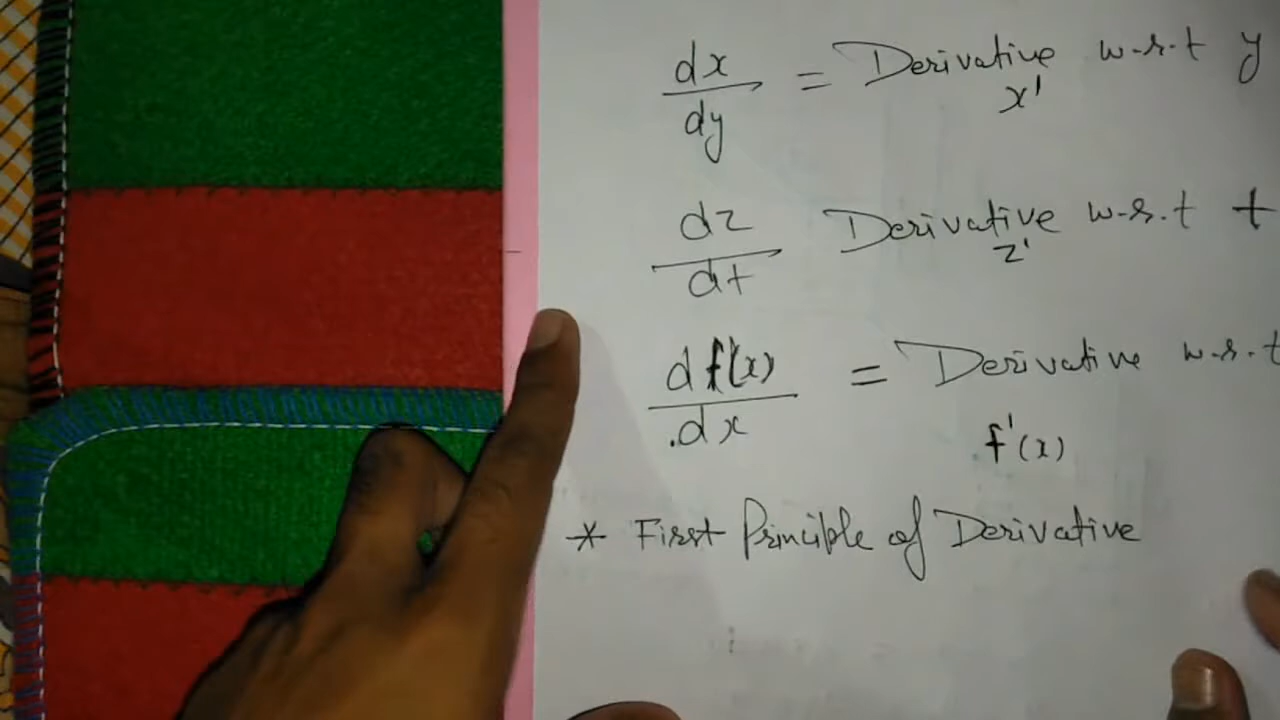 dx/dy = Derivative w.r.t y
x'
dz/dt Derivative w.r.t t
z'
df(x)/dx = Derivative w.r.t
f'(x)
* First Principle of Derivative